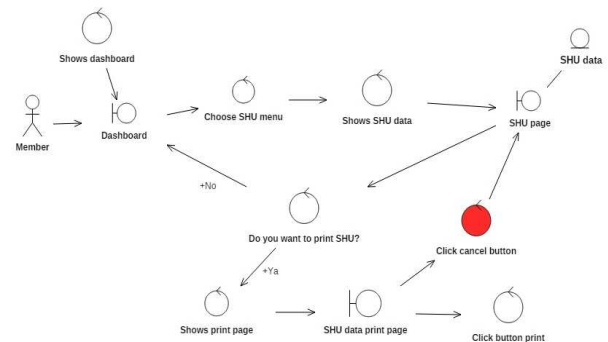 Shows dashboard
SHU data
Member
Dashboard
Choose SHU menu
Shows SHU data
SHU page
+No
Do you want to print SHU?
Click cancel button
+Ya
Shows print page
SHU data print page
Click button print